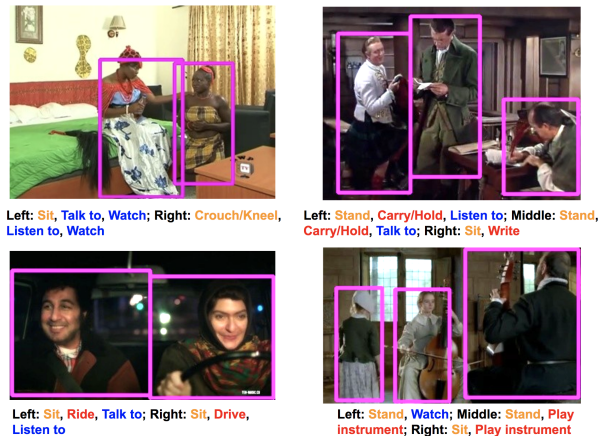 Left: Sit, Talk to, Watch; Right: Crouch/Kneel,
Listen to, Watch
Left: Stand, Carry/Hold, Listen to; Middle: Stand,
Carry/Hold, Talk to; Right: Sit, Write
Left: Sit, Ride, Talk to; Right: Sit, Drive,
Listen to
Left: Stand, Watch; Middle: Stand, Play
instrument; Right: Sit, Play instrument